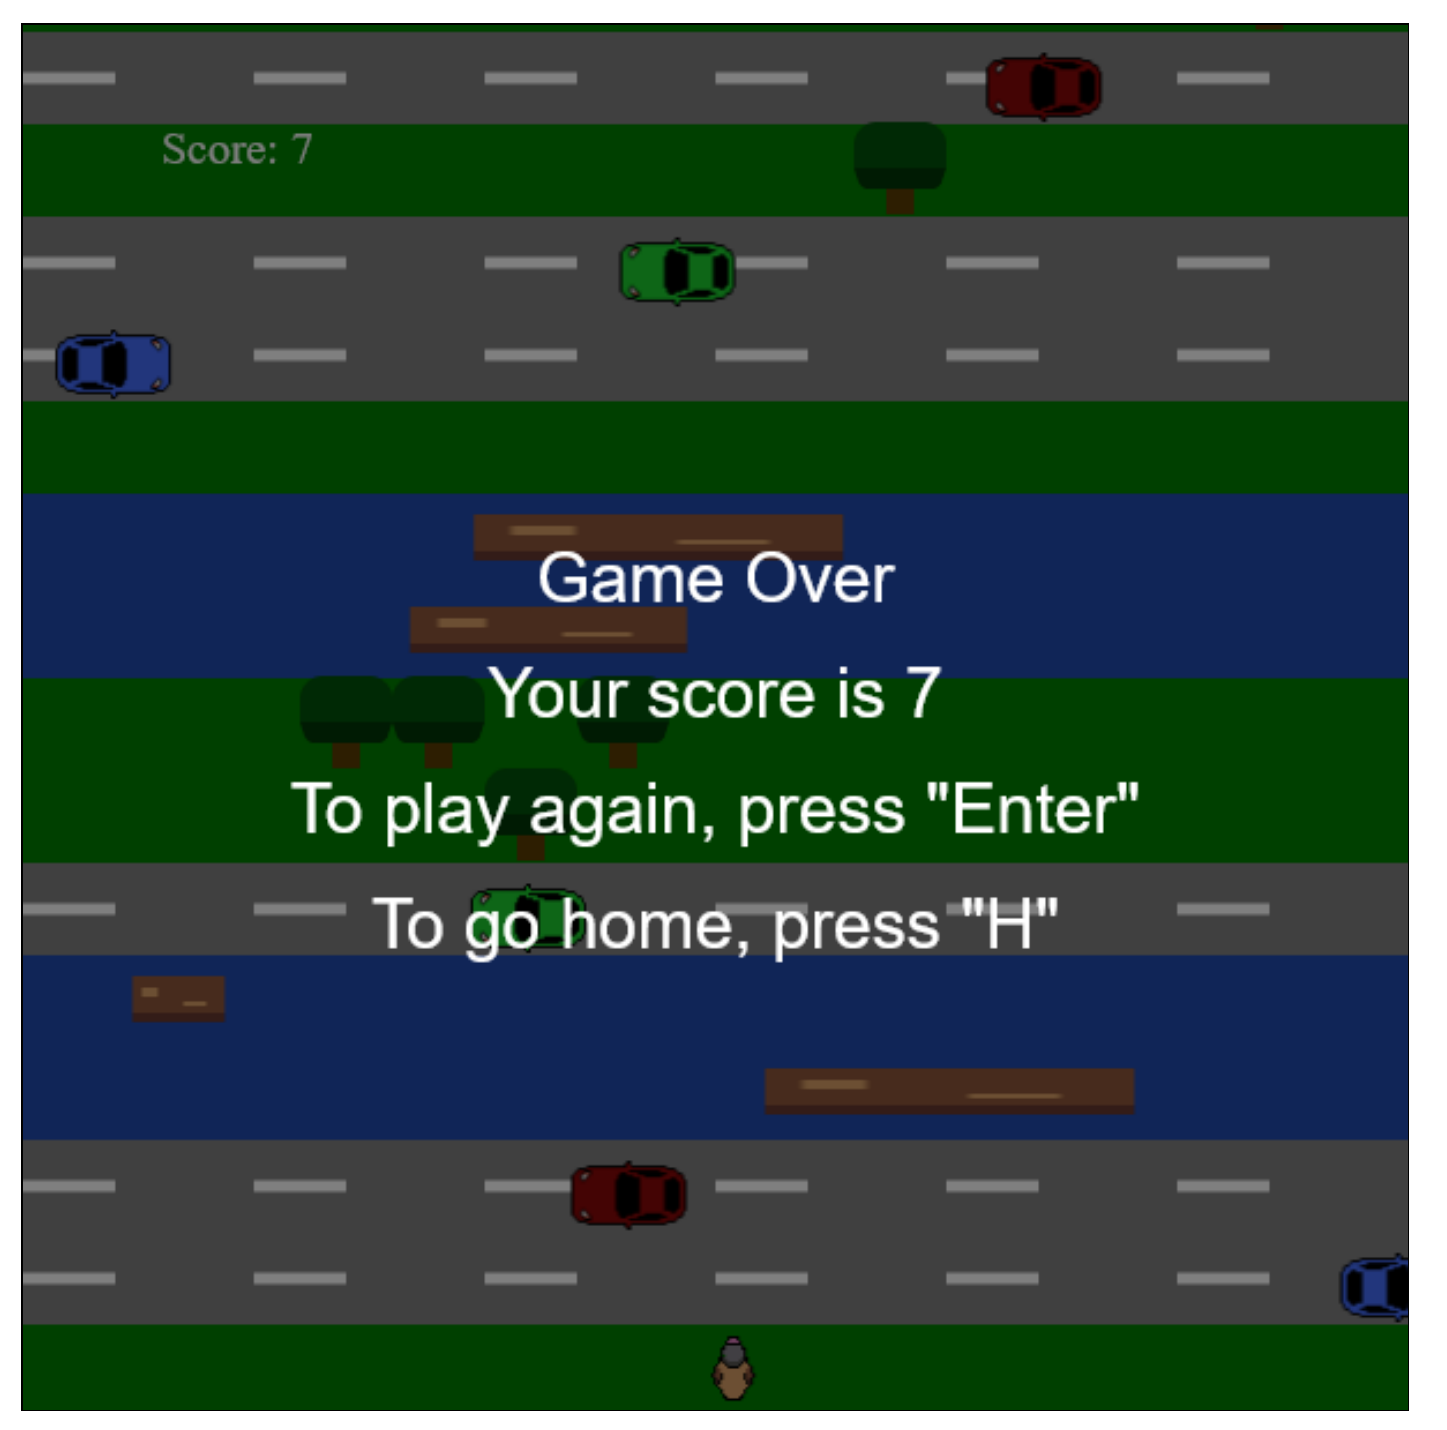 Score: 7
Game Over
Your score is 7
To play again, press "Enter"
To go home, press "H"